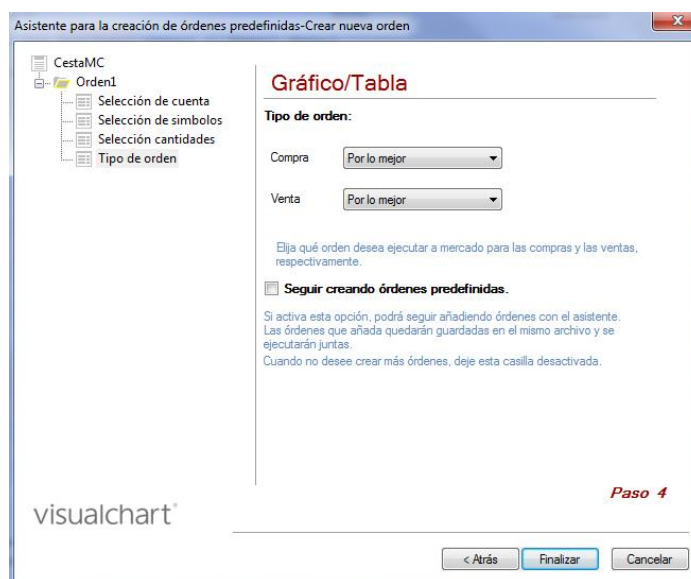 Asistente para la creación de órdenes predefinidas-Crear nueva orden
x
CestaMC
Orden1
Selección de cuenta
Selección de simbolos
Selección cantidades
Tipo de orden
Gráfico/Tabla
Tipo de orden:
Compra
Por lo mejor
Venta
Por lo mejor
Elija qué orden desea ejecutar a mercado para las compras y las ventas,
respectivamente.
Seguir creando órdenes predefinidas.
Si activa esta opción, podrá seguir añadiendo órdenes con el asistente.
Las órdenes que añada quedarán guardadas en el mismo archivo y se
ejecutarán juntas.
Cuando no desee crear más órdenes, deje esta casilla desactivada.
Paso 4
visualchart
< Atrás
Finalizar
Cancelar